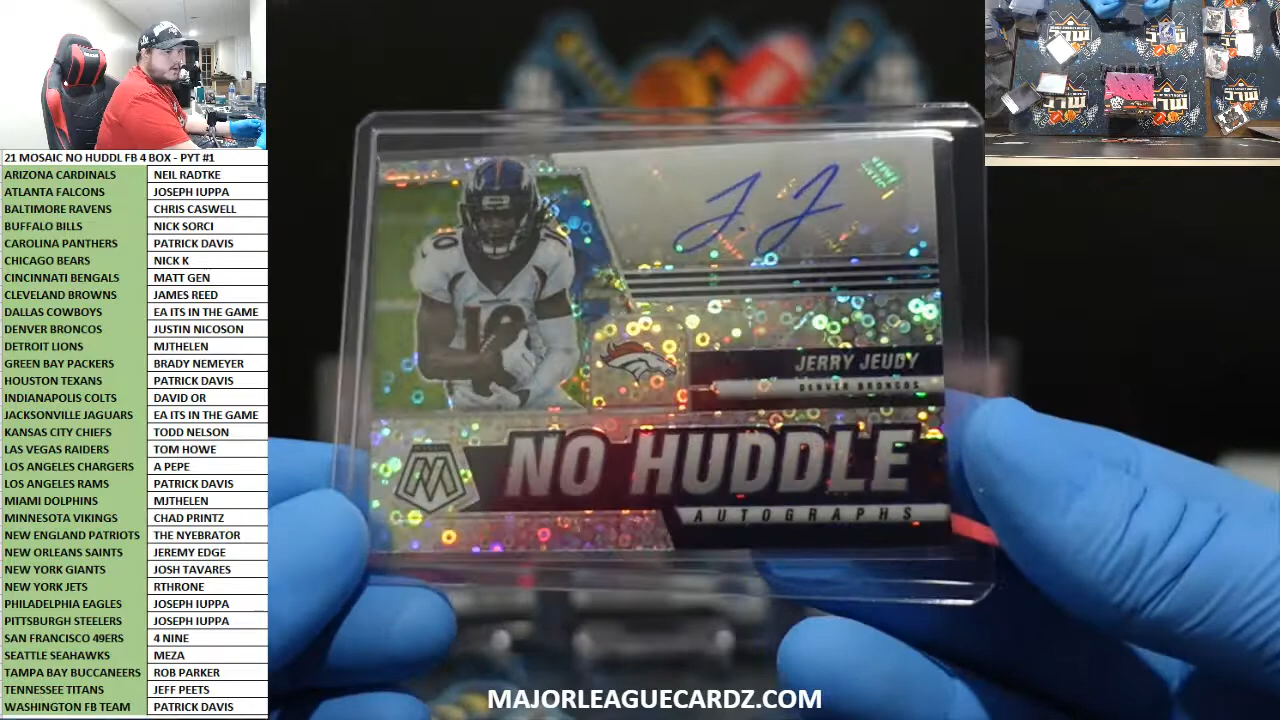 21 MOSAIC NO HUDDL FB 4 BOX - PYT #1
ARIZONA CARDINALS NEIL RADTKE
ATLANTA FALCONS JOSEPH IUPPA
BALTIMORE RAVENS CHRIS CASWELL
BUFFALO BILLS NICK SORCI
CAROLINA PANTHERS PATRICK DAVIS
CHICAGO BEARS NICK K
CINCINNATI BENGALS MATT GEN
CLEVELAND BROWNS JAMES REED
DALLAS COWBOYS EA ITS IN THE GAME
DENVER BRONCOS JUSTIN NICOSON
DETROIT LIONS MJTHELEN
GREEN BAY PACKERS BRADY NEMEYER
HOUSTON TEXANS PATRICK DAVIS
INDIANAPOLIS COLTS DAVID OR
JACKSONVILLE JAGUARS EA ITS IN THE GAME
KANSAS CITY CHIEFS TODD NELSON
LAS VEGAS RAIDERS TOM HOWE
LOS ANGELES CHARGERS A PEPE
LOS ANGELES RAMS PATRICK DAVIS
MIAMI DOLPHINS MJTHELEN
MINNESOTA VIKINGS CHAD PRINTZ
NEW ENGLAND PATRIOTS THE NYEBRATOR
NEW ORLEANS SAINTS JEREMY EDGE
NEW YORK GIANTS JOSH TAVARES
NEW YORK JETS RTHRONE
PHILADELPHIA EAGLES JOSEPH IUPPA
PITTSBURGH STEELERS JOSEPH IUPPA
SAN FRANCISCO 49ERS 4 NINE
SEATTLE SEAHAWKS MEZA
TAMPA BAY BUCCANEERS ROB PARKER
TENNESSEE TITANS JEFF PEETS
WASHINGTON FB TEAM PATRICK DAVIS
J. J
10
JERRY JEUDY
DENVER BRONCOS
NO HUDDLE
AUTOGRAPHS
MAJORLEAGUECARDZ.COM